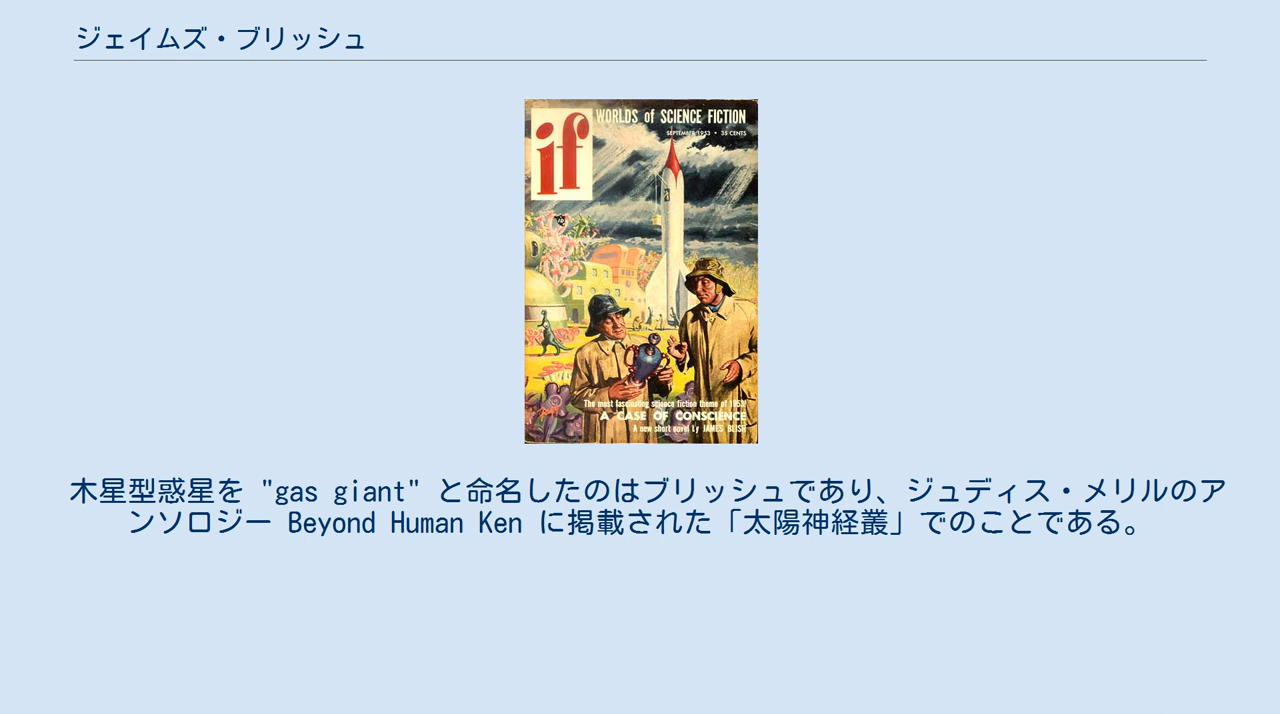 ジェイムズ・ブリッシュ
if
WORLDS of SCIENCE FICTION
SEPTEMBER 1953 • 35 CENTS
The most fascinating science fiction theme of 1953!
A CASE OF CONSCIENCE
A new short novel by JAMES BLISH
木星型惑星を "gas giant" と命名したのはブリッシュであり、ジュディス・メリルのア
ンソロジー Beyond Human Ken に掲載された「太陽神経叢」でのことである。